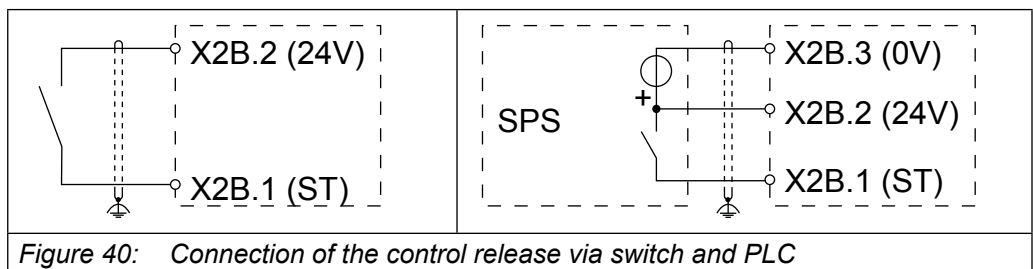 X2B.2 (24V)
X2B.1 (ST)
SPS
+
X2B.3 (0V)
X2B.2 (24V)
X2B.1 (ST)
Figure 40: Connection of the control release via switch and PLC